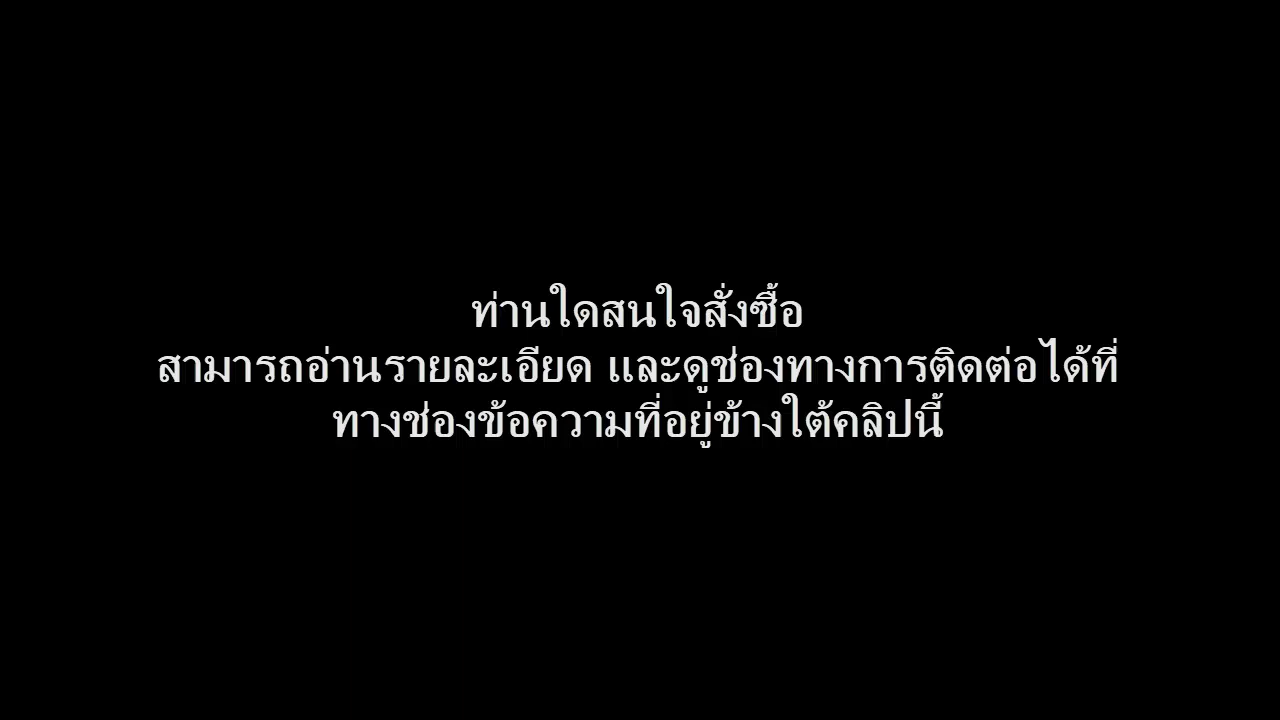 ท่านใดสนใจสั่งซื้อ
สามารถอ่านรายละเอียด และดูช่องทางการติดต่อได้ที่
ทางช่องข้อความที่อยู่ข้างใต้คลิปนี้